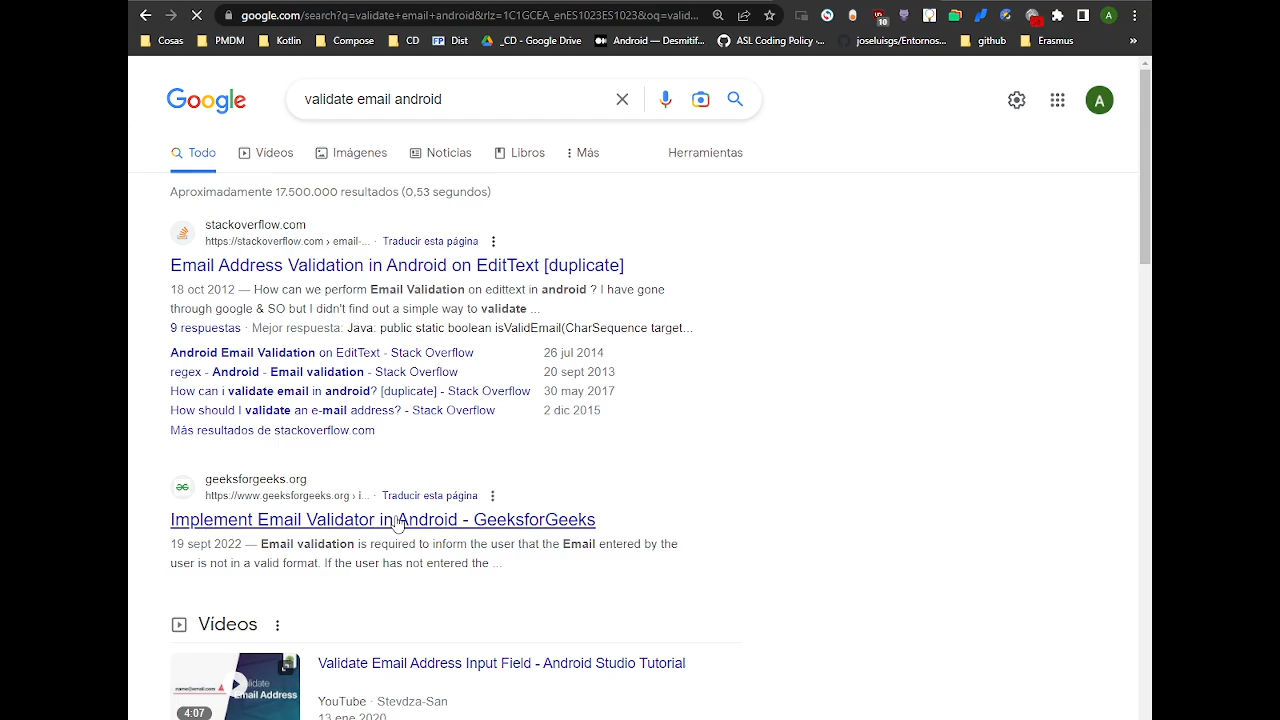 google.com/search?q=validate+email+android&rlz=1C1GCEA_enES1023ES1023&oq=valid...
10
A
Cosas PMDM Kotlin Compose CD Dist _CD - Google Drive Android — Desmitif... ASL Coding Policy -... joseluisgs/Entornos... github Erasmus »
Google
validate email android
A
Todo Vídeos Imágenes Noticias Libros Más Herramientas
Aproximadamente 17.500.000 resultados (0,53 segundos)
stackoverflow.com
https://stackoverflow.com › email-... · Traducir esta página
Email Address Validation in Android on EditText [duplicate]
18 oct 2012 — How can we perform Email Validation on edittext in android ? I have gone
through google & SO but I didn't find out a simple way to validate ...
9 respuestas · Mejor respuesta: Java: public static boolean isValidEmail(CharSequence target...
Android Email Validation on EditText - Stack Overflow 26 jul 2014
regex - Android - Email validation - Stack Overflow 20 sept 2013
How can i validate email in android? [duplicate] - Stack Overflow 30 may 2017
How should I validate an e-mail address? - Stack Overflow 2 dic 2015
Más resultados de stackoverflow.com
geeksforgeeks.org
https://www.geeksforgeeks.org › i... · Traducir esta página
Implement Email Validator in Android - GeeksforGeeks
19 sept 2022 — Email validation is required to inform the user that the Email entered by the
user is not in a valid format. If the user has not entered the ...
Vídeos
Validate Email Address Input Field - Android Studio Tutorial
name@email.com
Email Address
YouTube · Stevdza-San
4:07
13 ene 2020